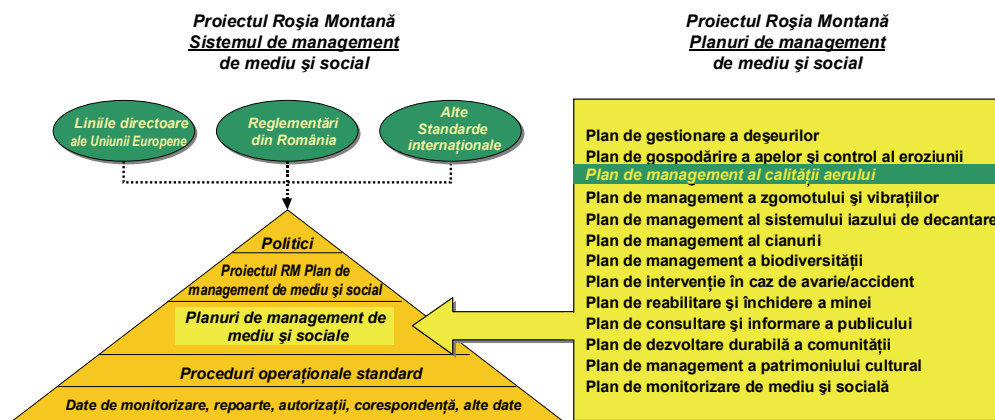 Proiectul Roşia Montană
Sistemul de management
de mediu şi social
Liniile directoare
ale Uniunii Europene
Reglementări
din România
Alte
Standarde
internaţionale
Politici
Proiectul RM Plan de
management de mediu şi social
Planuri de management de
mediu şi sociale
Proceduri operaţionale standard
Date de monitorizare, repoarte, autorizaţii, corespondenţă, alte date
Proiectul Roşia Montană
Planuri de management
de mediu şi social
Plan de gestionare a deşeurilor
Plan de gospodărire a apelor şi control al eroziunii
Plan de management al calităţii aerului
Plan de management a zgomotului şi vibraţiilor
Plan de management al sistemului iazului de decantare
Plan de management al cianurii
Plan de management a biodiversităţii
Plan de intervenţie în caz de avarie/accident
Plan de reabilitare şi închidere a minei
Plan de consultare şi informare a publicului
Plan de dezvoltare durabilă a comunităţii
Plan de management a patrimoniului cultural
Plan de monitorizare de mediu şi socială